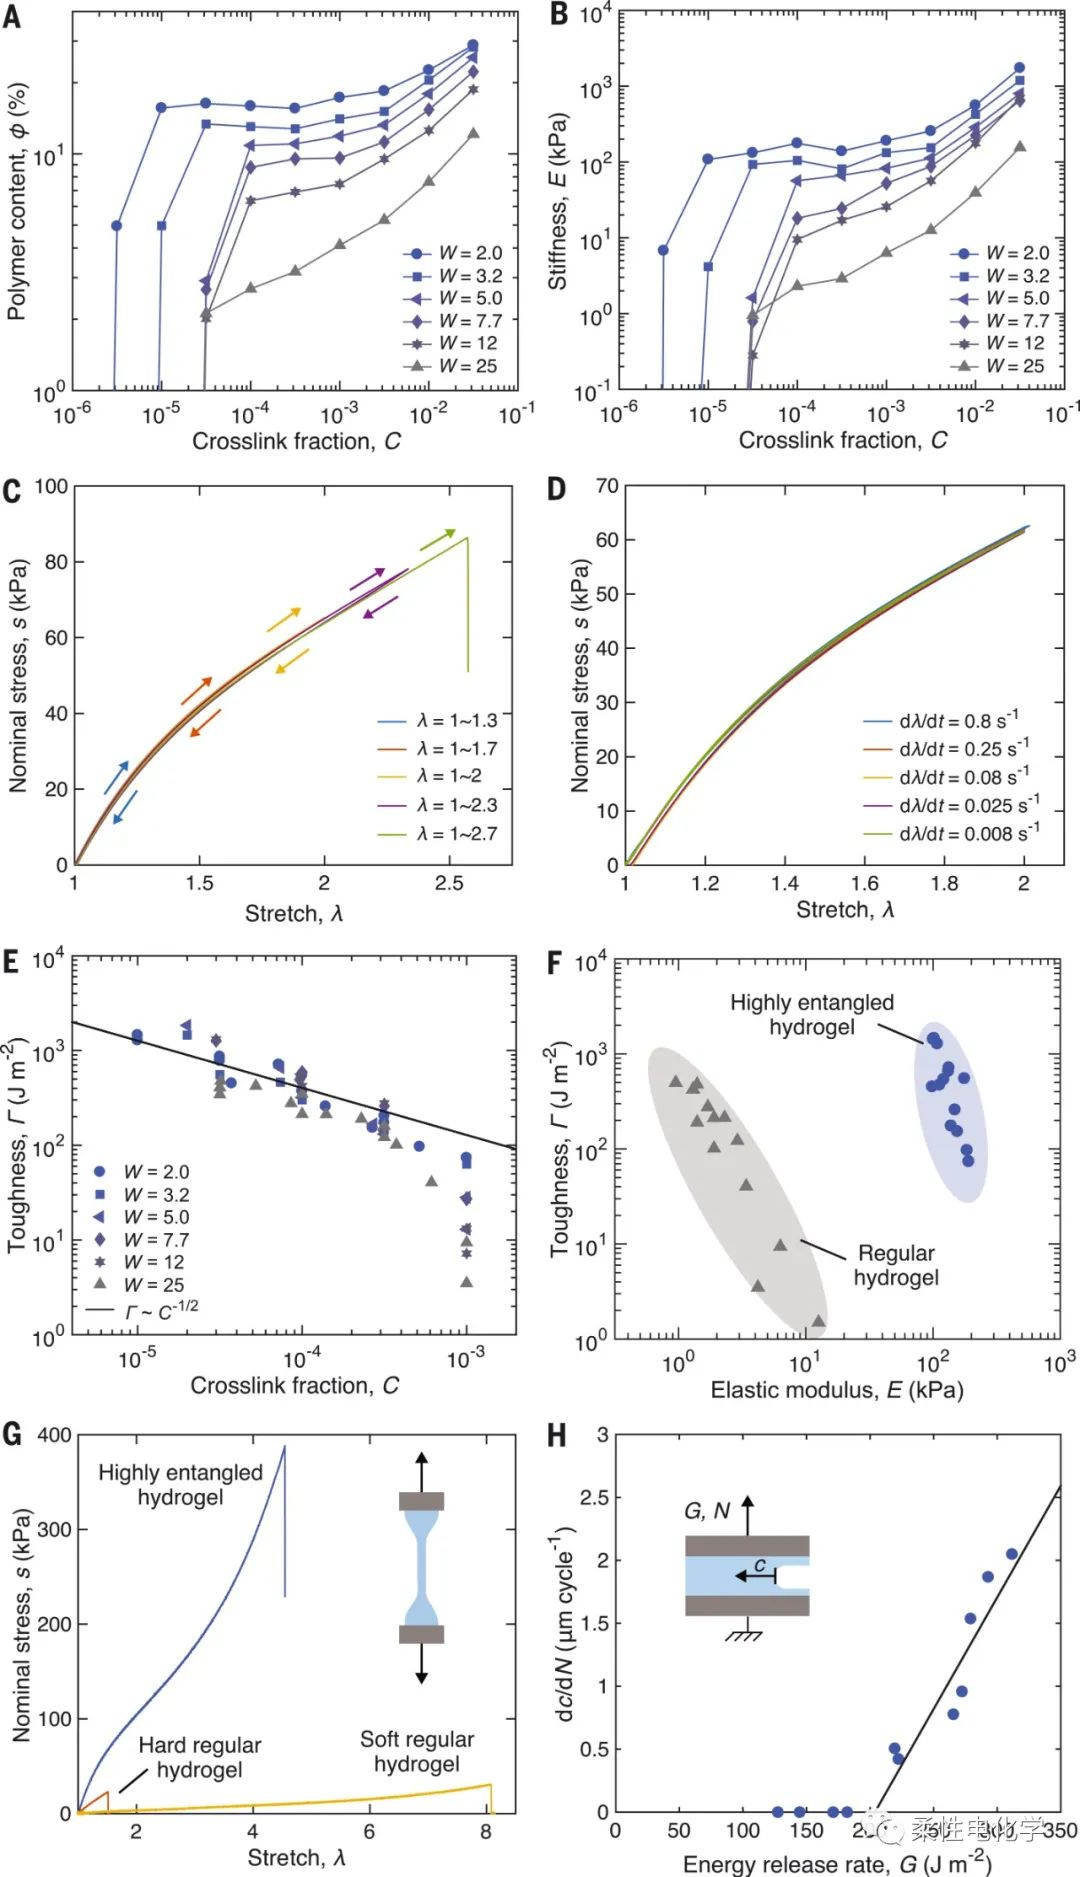 A
Polymer content, ϕ (%)
10¹
10⁰
10⁻⁶
10⁻⁵
10⁻⁴
10⁻³
10⁻²
10⁻¹
Crosslink fraction, C
W = 2.0
W = 3.2
W = 5.0
W = 7.7
W = 12
W = 25
B
Stiffness, E (kPa)
10⁴
10³
10²
10¹
10⁰
10⁻¹
10⁻⁶
10⁻⁵
10⁻⁴
10⁻³
10⁻²
10⁻¹
Crosslink fraction, C
W = 2.0
W = 3.2
W = 5.0
W = 7.7
W = 12
W = 25
C
Nominal stress, s (kPa)
100
80
60
40
20
0
1
1.5
2
2.5
Stretch, λ
λ = 1~1.3
λ = 1~1.7
λ = 1~2
λ = 1~2.3
λ = 1~2.7
D
Nominal stress, s (kPa)
70
60
50
40
30
20
10
0
1
1.2
1.4
1.6
1.8
2
Stretch, λ
dλ/dt = 0.8 s⁻¹
dλ/dt = 0.25 s⁻¹
dλ/dt = 0.08 s⁻¹
dλ/dt = 0.025 s⁻¹
dλ/dt = 0.008 s⁻¹
E
Toughness, Γ (J m⁻²)
10⁴
10³
10²
10¹
10⁰
10⁻⁵
10⁻⁴
10⁻³
Crosslink fraction, C
W = 2.0
W = 3.2
W = 5.0
W = 7.7
W = 12
W = 25
Γ ~ C⁻¹/²
F
Toughness, Γ (J m⁻²)
10⁴
10³
10²
10¹
10⁰
10⁰
10¹
10²
10³
Elastic modulus, E (kPa)
Highly entangled
hydrogel
Regular
hydrogel
G
Nominal stress, s (kPa)
400
300
200
100
0
2
4
6
8
Stretch, λ
Highly entangled
hydrogel
Hard regular
hydrogel
Soft regular
hydrogel
H
dc/dN (μm cycle⁻¹)
3
2.5
2
1.5
1
0.5
0
0
50
100
150
350
Energy release rate, G (J m⁻²)
G, N
c
柔性电化学